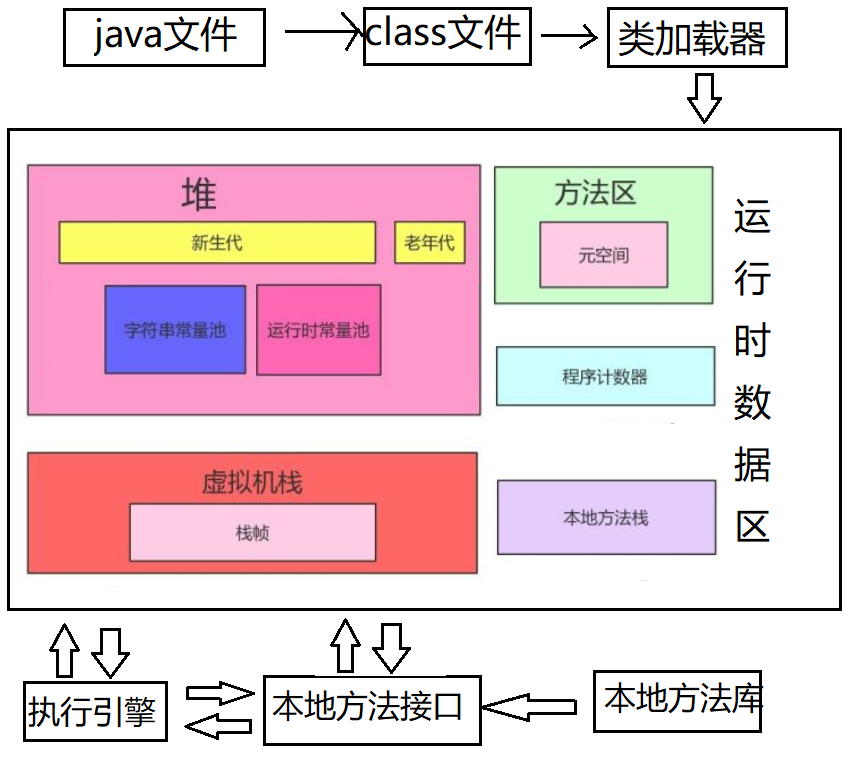 java文件
class文件
类加载器
堆
新生代
老年代
字符串常量池
运行时常量池
方法区
元空间
程序计数器
虚拟机栈
栈帧
本地方法栈
运行时数据区
执行引擎
本地方法接口
本地方法库